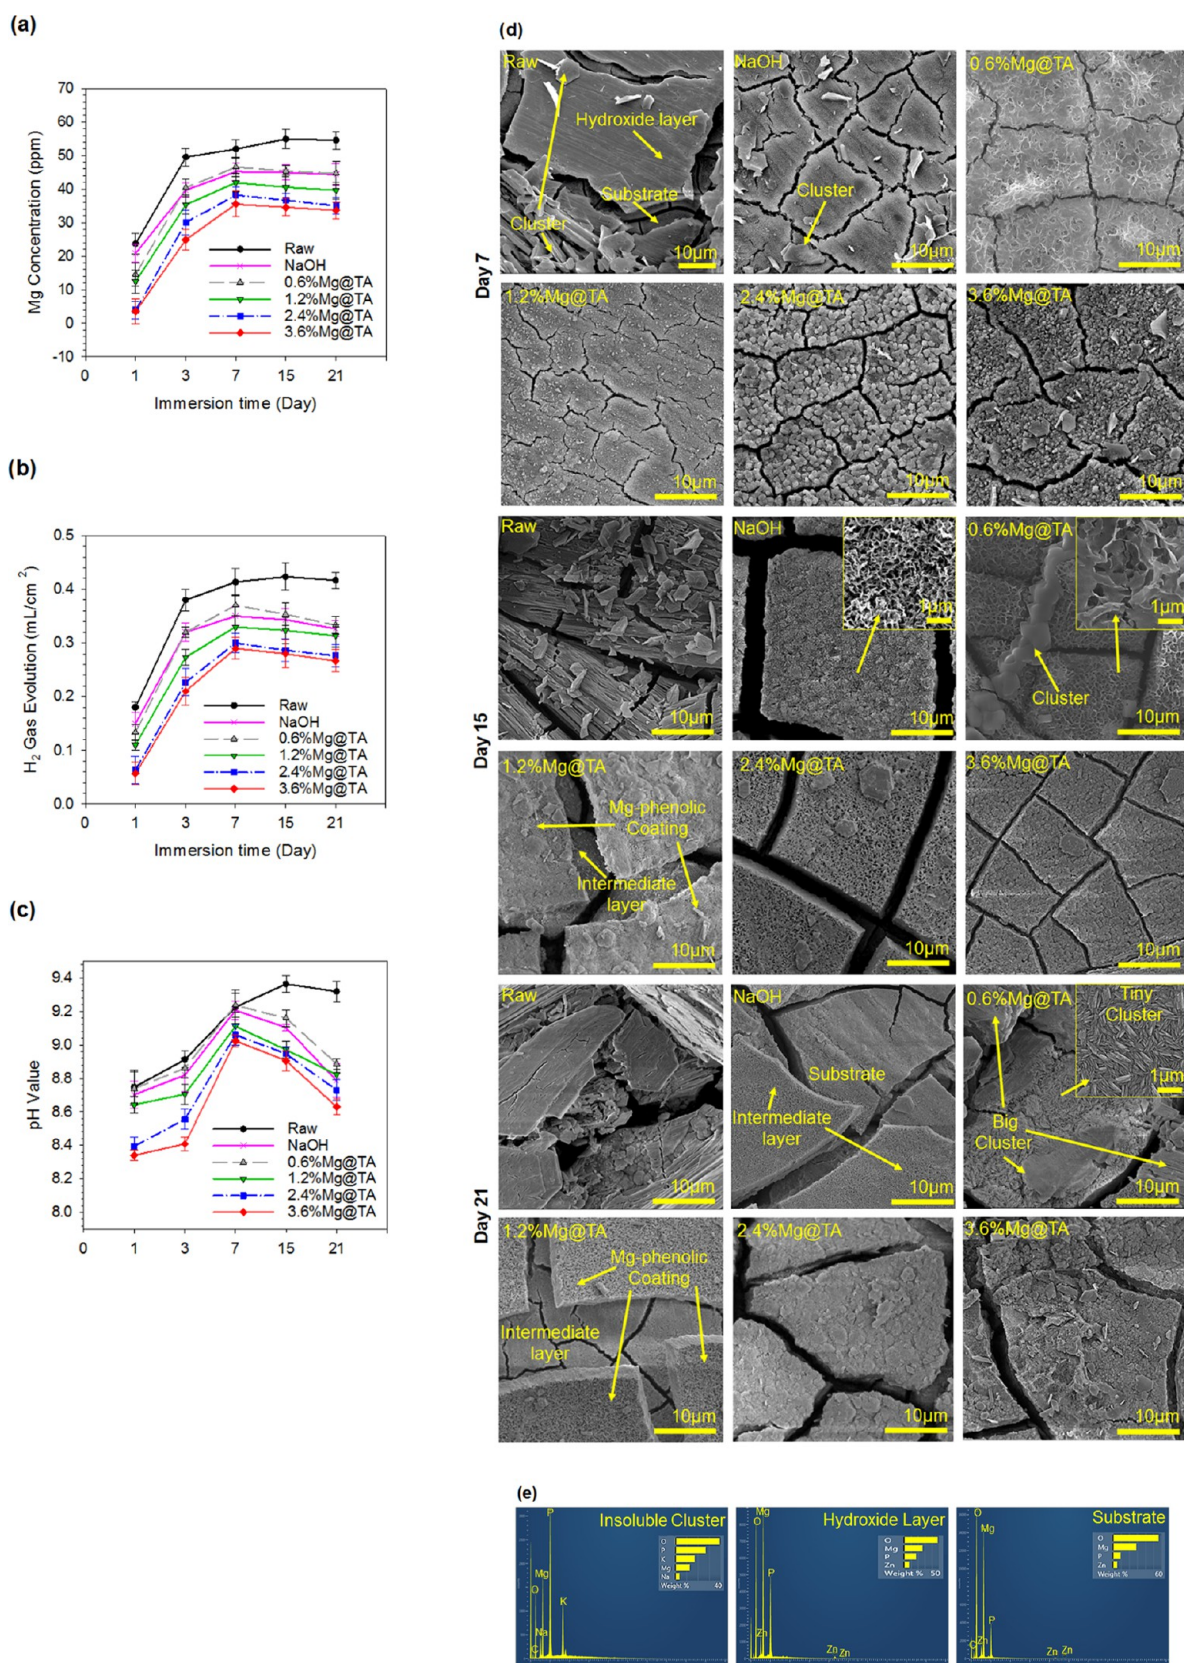 (a)
70
60
50
40
30
20
10
0
-10
Mg Concentration (ppm)
Raw
NaOH
0.6%Mg@TA
1.2%Mg@TA
2.4%Mg@TA
3.6%Mg@TA
0 1 3 7 15 21
Immersion time (Day)
(b)
0.5
0.4
0.3
0.2
0.1
0.0
H2 Gas Evolution (mL/cm2)
Raw
NaOH
0.6%Mg@TA
1.2%Mg@TA
2.4%Mg@TA
3.6%Mg@TA
0 1 3 7 15 21
Immersion time (Day)
(c)
9.4
9.2
9.0
8.8
8.6
8.4
8.2
8.0
pH Value
Raw
NaOH
0.6%Mg@TA
1.2%Mg@TA
2.4%Mg@TA
3.6%Mg@TA
0 1 3 7 15 21
Immersion time (Day)
(d)
Day 7
Raw
Cluster
Hydroxide layer
Substrate
Cluster
10μm
NaOH
Cluster
10μm
0.6%Mg@TA
10μm
1.2%Mg@TA
10μm
2.4%Mg@TA
10μm
3.6%Mg@TA
10μm
Day 15
Raw
10μm
NaOH
1μm
10μm
0.6%Mg@TA
1μm
Cluster
10μm
1.2%Mg@TA
Mg-phenolic
Coating
Intermediate
layer
10μm
2.4%Mg@TA
10μm
3.6%Mg@TA
10μm
Day 21
Raw
10μm
NaOH
Substrate
Intermediate
layer
10μm
0.6%Mg@TA
Tiny
Cluster
1μm
Big
Cluster
10μm
1.2%Mg@TA
Mg-phenolic
Coating
Intermediate
layer
10μm
2.4%Mg@TA
10μm
3.6%Mg@TA
10μm
(e)
Insoluble Cluster
P
Mg
O
K
Na
C
O
P
K
Mg
Na
Weight % 40
Hydroxide Layer
Mg
O
P
Zn
Zn Zn
O
Mg
P
Zn
Weight % 50
Substrate
O
Mg
P
C Zn
Zn Zn
O
Mg
P
Zn
Weight % 60